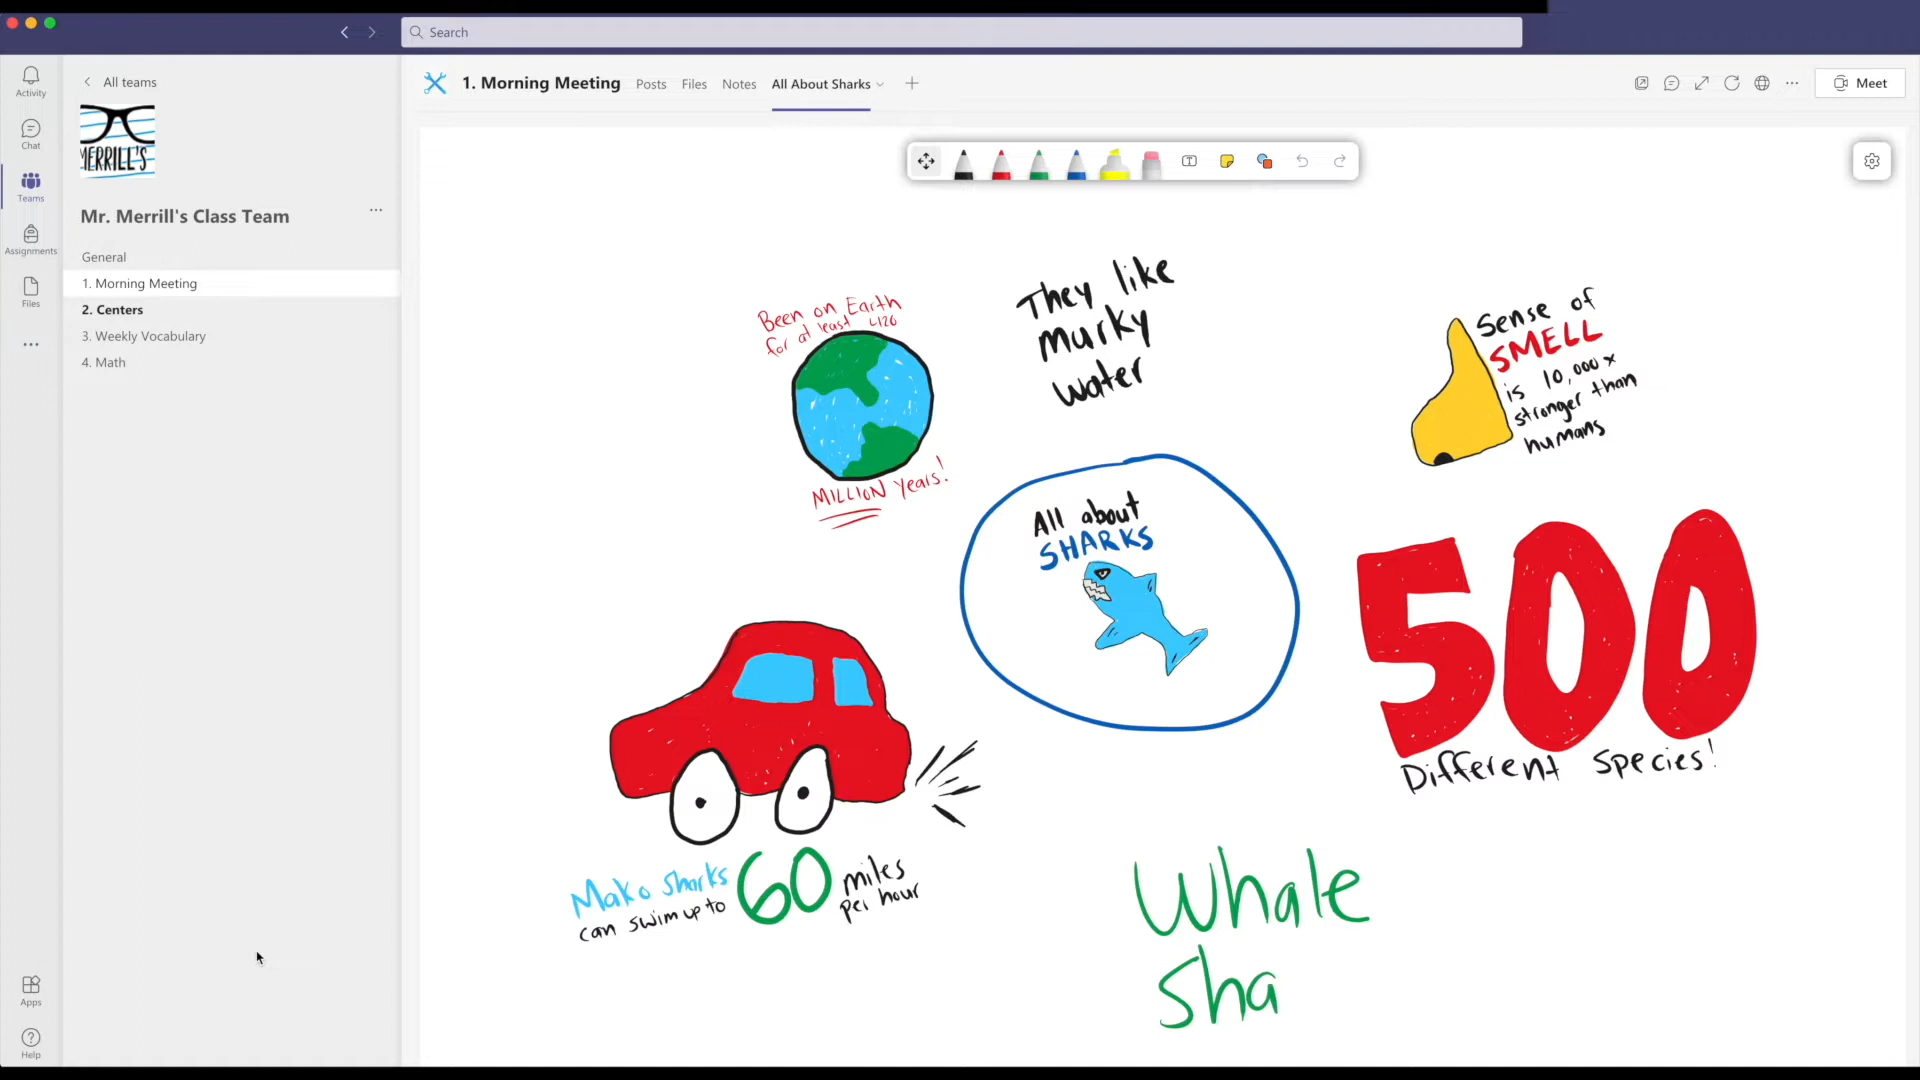 Search
Activity
Chat
Teams
Assignments
Files
Apps
Help
All teams
MERRILL'S
Mr. Merrill's Class Team
General
1. Morning Meeting
2. Centers
3. Weekly Vocabulary
4. Math
1. Morning Meeting
Posts
Files
Notes
All About Sharks
Meet
Been on Earth
for at least
MILLION Years!
They like
murky
water
Sense of
SMELL
is 10,000x
stronger than
humans
All about
SHARKS
500
Different Species!
Mako Sharks
can swim up to
60
miles
per hour
Whale
Sha